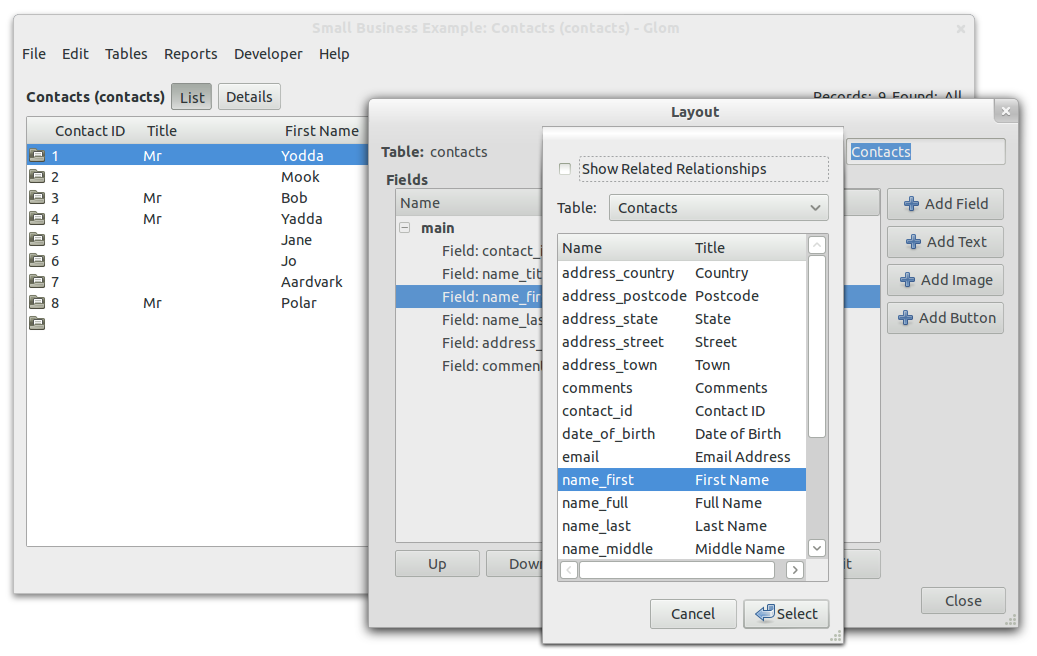 Small Business Example: Contacts (contacts) - Glom
File Edit Tables Reports Developer Help
Contacts (contacts) List Details
Records: 9 Found: All
Contact ID Title First Name
1 Mr Yodda
2 Mook
3 Mr Bob
4 Mr Yadda
5 Jane
6 Jo
7 Aardvark
8 Mr Polar
Layout
Table: contacts
Contacts
Fields
Name
main
Field: contact_i
Field: name_tit
Field: name_fir
Field: name_las
Field: address_
Field: commen
Add Field
Add Text
Add Image
Add Button
Up
Down
it
Close
Show Related Relationships
Table: Contacts
Name Title
address_country Country
address_postcode Postcode
address_state State
address_street Street
address_town Town
comments Comments
contact_id Contact ID
date_of_birth Date of Birth
email Email Address
name_first First Name
name_full Full Name
name_last Last Name
name_middle Middle Name
Cancel Select